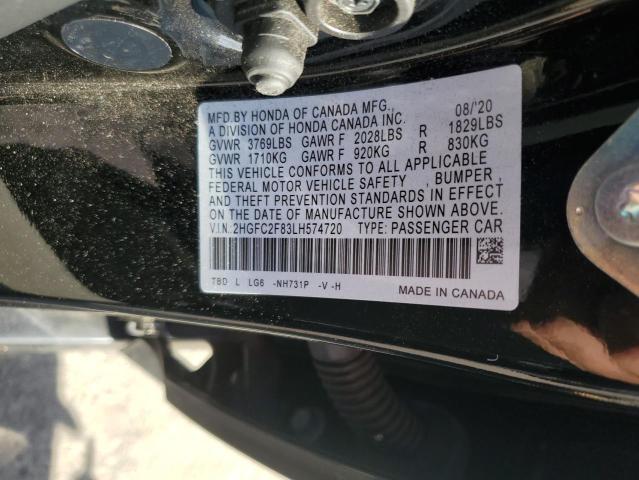 MFD.BY HONDA OF CANADA MFG., 08/'20
A DIVISION OF HONDA CANADA INC.
GVWR 3769LBS GAWR F 2028LBS R 1829LBS
GVWR 1710KG GAWR F 920KG R 830KG
THIS VEHICLE CONFORMS TO ALL APPLICABLE
FEDERAL MOTOR VEHICLE SAFETY , BUMPER ,
AND THEFT PREVENTION STANDARDS IN EFFECT
ON THE DATE OF MANUFACTURE SHOWN ABOVE.
V.I.N. 2HGFC2F83LH574720 TYPE: PASSENGER CAR
TBD L LG6 -NH731P -V -H MADE IN CANADA